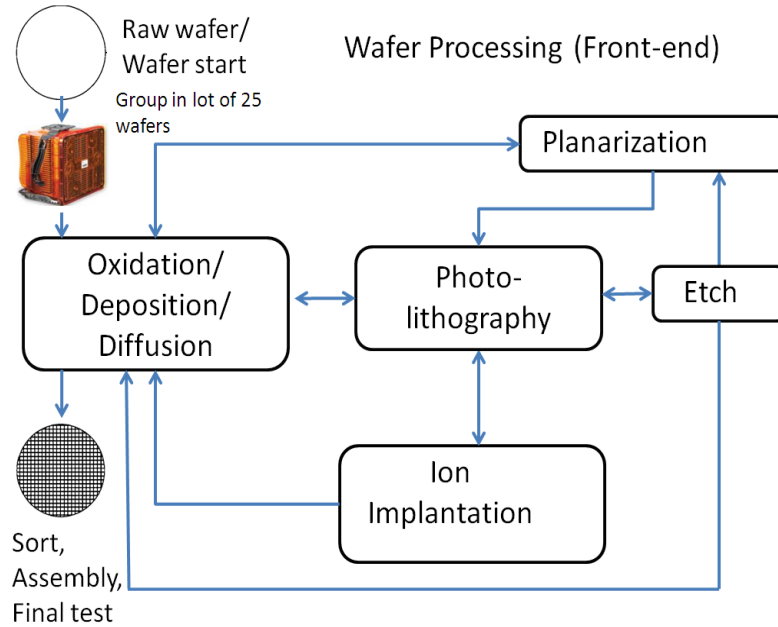 Raw wafer/
Wafer start
Wafer Processing (Front-end)
Group in lot of 25
wafers
Planarization
Oxidation/
Deposition/
Diffusion
Photo-
lithography
Etch
Ion
Implantation
Sort,
Assembly,
Final test